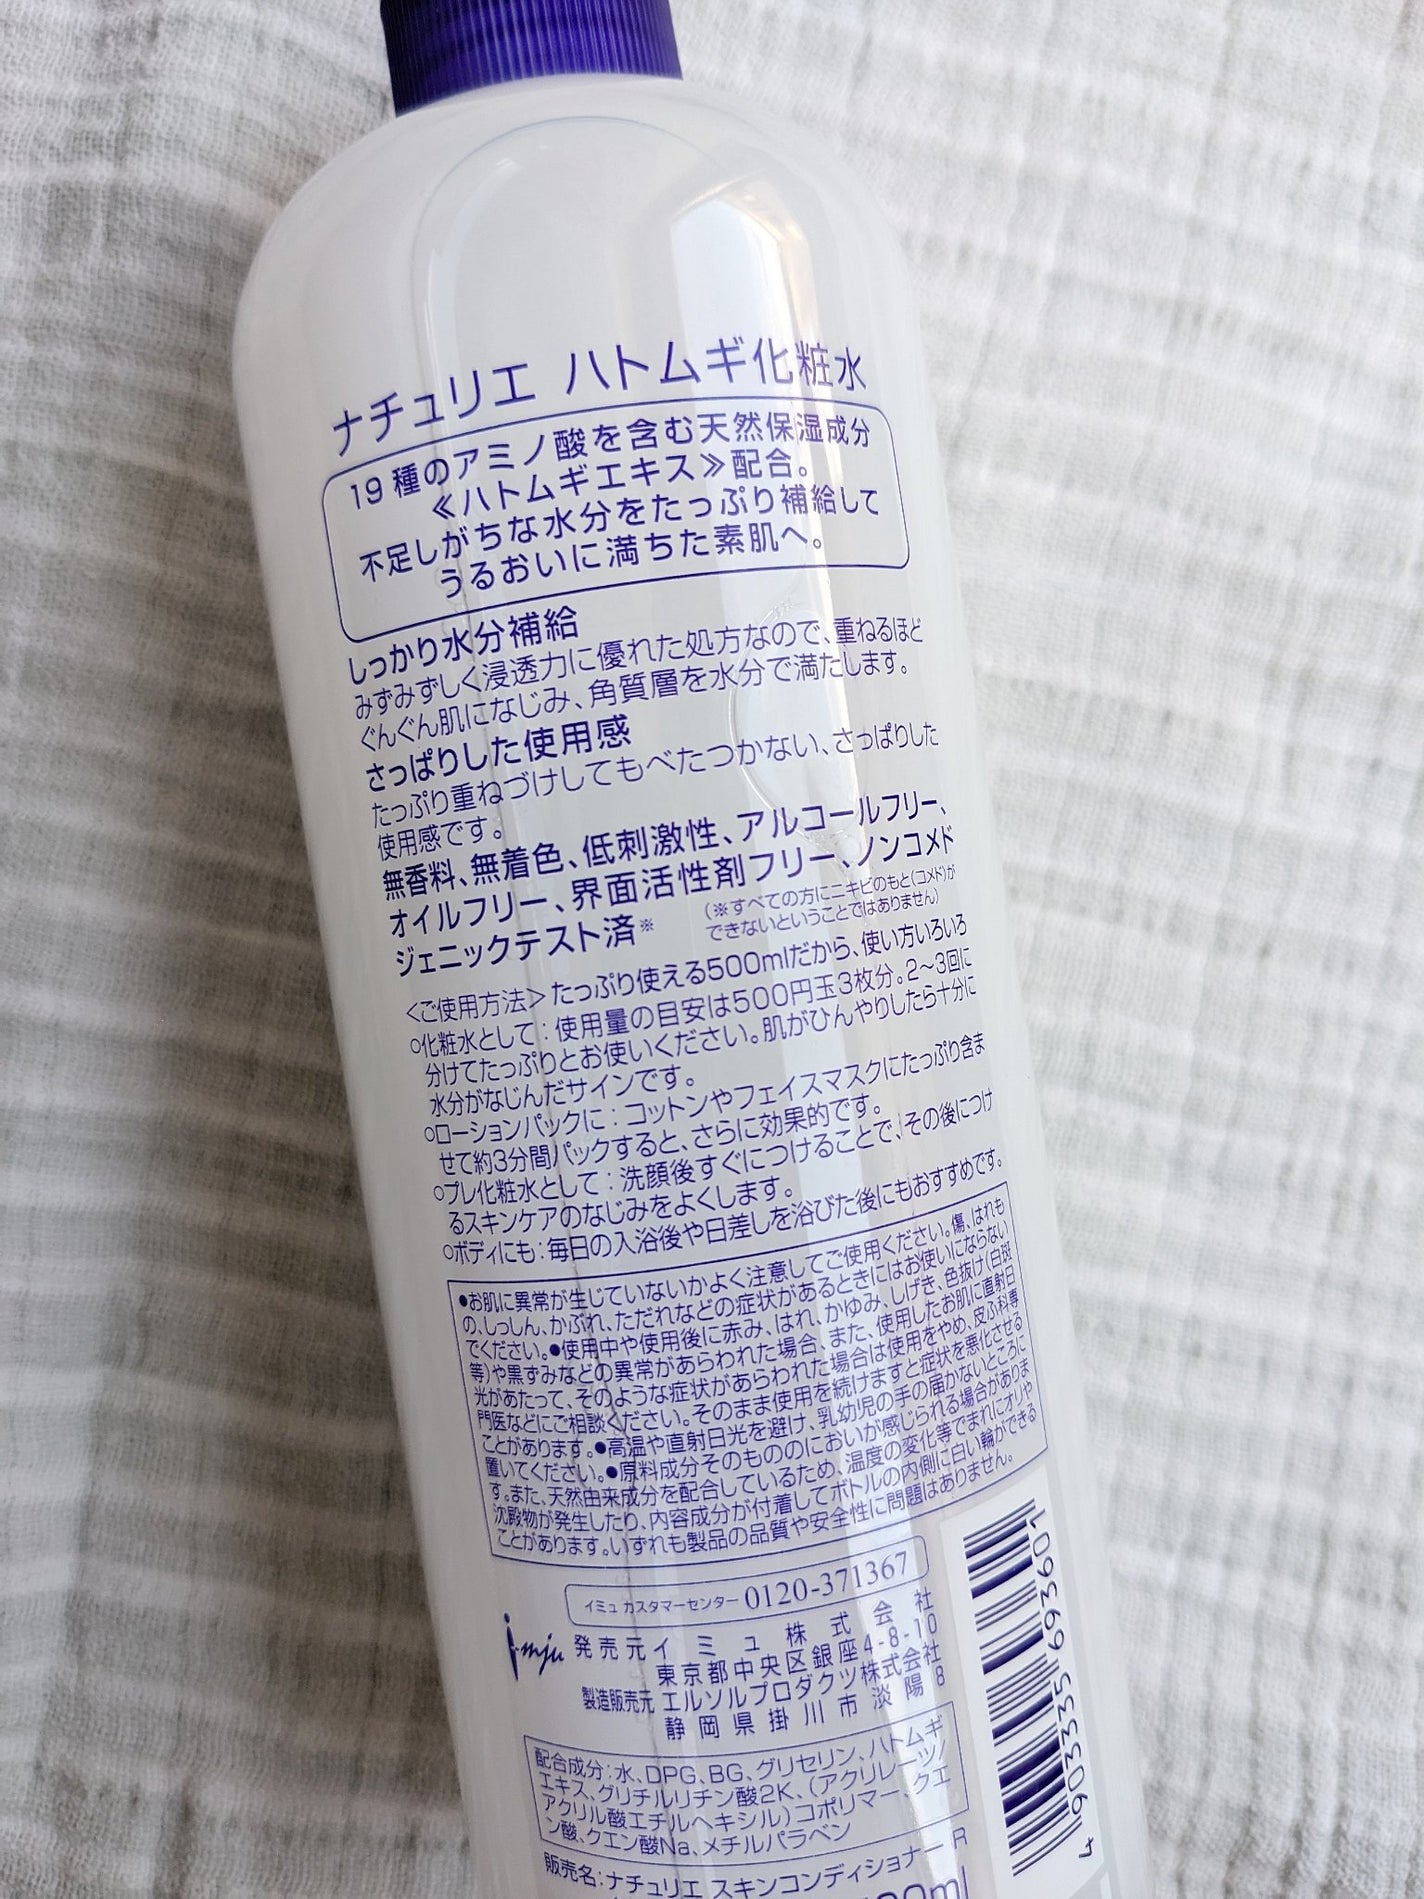 ナチュリエ ハトムギ化粧水
19種のアミノ酸を含む天然保湿成分
≪ハトムギエキス≫配合。
不足しがちな水分をたっぷり補給して
うるおいに満ちた素肌へ。
しっかり水分補給
みずみずしく浸透力に優れた処方なので、重ねるほど
ぐんぐん肌になじみ、角質層を水分で満たします。
さっぱりした使用感
たっぷり重ねづけしてもべたつかない、さっぱりした
使用感です。
無香料、無着色、低刺激性、アルコールフリー、
オイルフリー、界面活性剤フリー、ノンコメド
ジェニックテスト済※
(※すべての方にニキビのもと(コメド)が
できないということではありません)
<ご使用方法>たっぷり使える500mlだから、使い方いろいろ
○化粧水として：使用量の目安は500円玉3枚分。2～3回に
分けてたっぷりとお使いください。肌がひんやりしたら十分に
水分がなじんだサインです。
○ローションパックに：コットンやフェイスマスクにたっぷり含ま
せて約3分間パックすると、さらに効果的です。
○プレ化粧水として：洗顔後すぐにつけることで、その後につけ
るスキンケアのなじみをよくします。
○ボディにも：毎日の入浴後や日差しを浴びた後にもおすすめです。
●お肌に異常が生じていないかよく注意してご使用ください。傷、はれも
の、しっしん、かぶれ、ただれなどの症状があるときにはお使いにならない
でください。●使用中や使用後に赤み、はれ、かゆみ、しげき、色抜け(白斑
等)や黒ずみなどの異常があらわれた場合、また、使用したお肌に直射日
光があたって、そのような症状があらわれた場合は使用をやめ、皮ふ科専
門医などにご相談ください。そのまま使用を続けますと症状を悪化させる
ことがあります。●高温や直射日光を避け、乳幼児の手の届かないところに
置いてください。●原料成分そのもののにおいが感じられる場合がありま
す。また、天然由来成分を配合しているため、温度の変化等でまれにオリや
沈殿物が発生したり、内容成分が付着してボトルの内側に白い輪ができる
ことがあります。いずれも製品の品質や安全性に問題はありません。
イミュ カスタマーセンター 0120-371367
i-mju 発売元 イミュ株式会社
東京都中央区銀座4-8-10
製造販売元 エルソルプロダクツ株式会社
静岡県掛川市淡陽8
配合成分：水、DPG、BG、グリセリン、ハトムギ
エキス、グリチルリチン酸2K、(アクリレーツ/
アクリル酸エチルヘキシル)コポリマー、クエ
ン酸、クエン酸Na、メチルパラベン
販売名：ナチュリエ スキンコンディショナー R
4 903335 693601